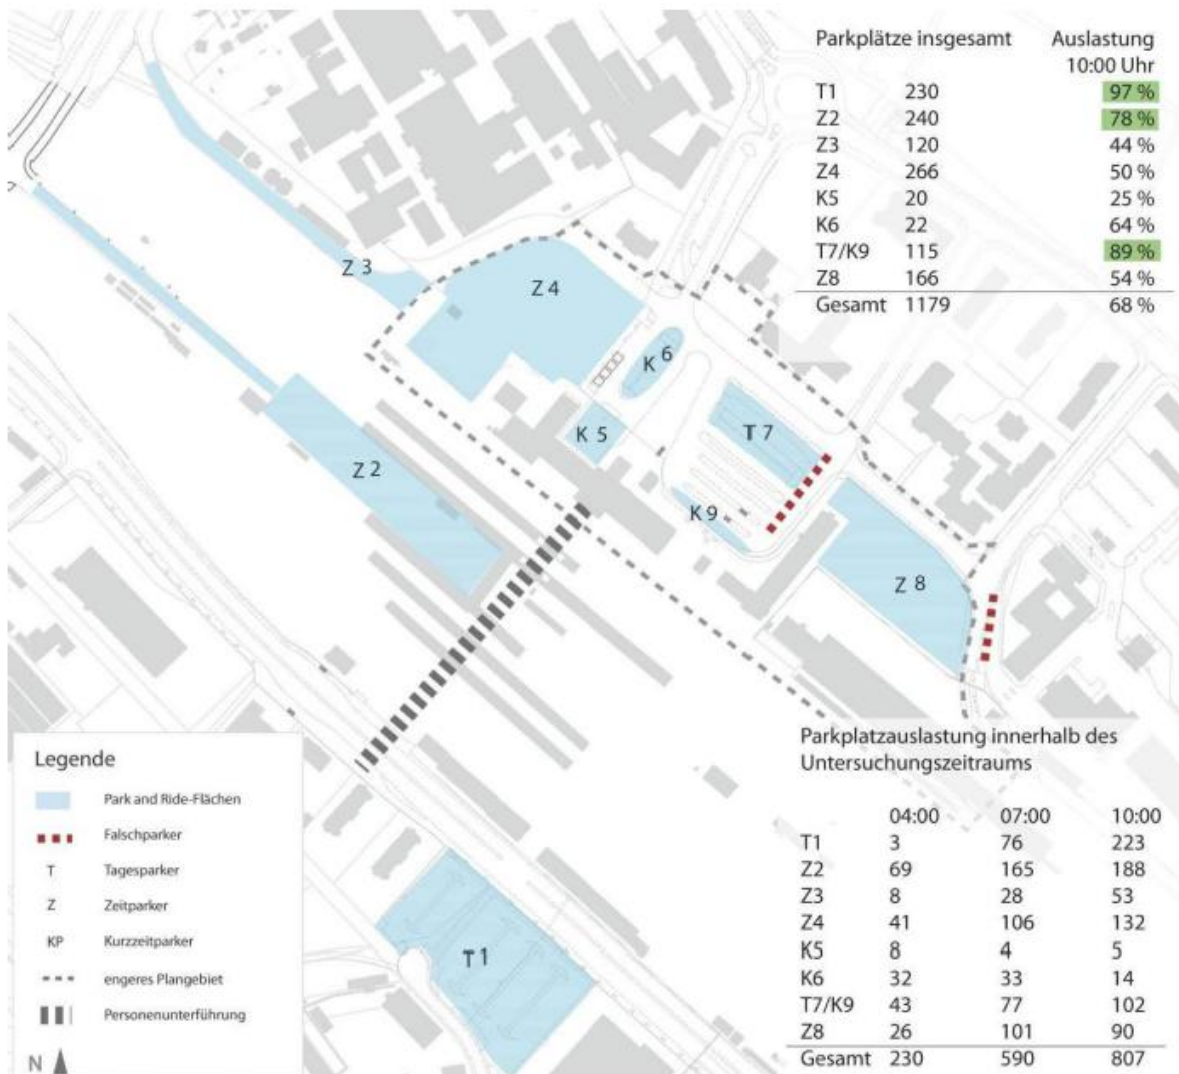 Parkplätze insgesamt Auslastung
10:00 Uhr
T1 230 97 %
Z2 240 78 %
Z3 120 44 %
Z4 266 50 %
K5 20 25 %
K6 22 64 %
T7/K9 115 89 %
Z8 166 54 %
Gesamt 1179 68 %
Z 3
Z 4
K 6
K 5
T 7
Z 2
K 9
Z 8
T 1
Legende
Park and Ride-Flächen
Falschparker
T Tagesparker
Z Zeitparker
KP Kurzzeitparker
engeres Plangebiet
Personenunterführung
N
Parkplatzauslastung innerhalb des
Untersuchungszeitraums
04:00 07:00 10:00
T1 3 76 223
Z2 69 165 188
Z3 8 28 53
Z4 41 106 132
K5 8 4 5
K6 32 33 14
T7/K9 43 77 102
Z8 26 101 90
Gesamt 230 590 807